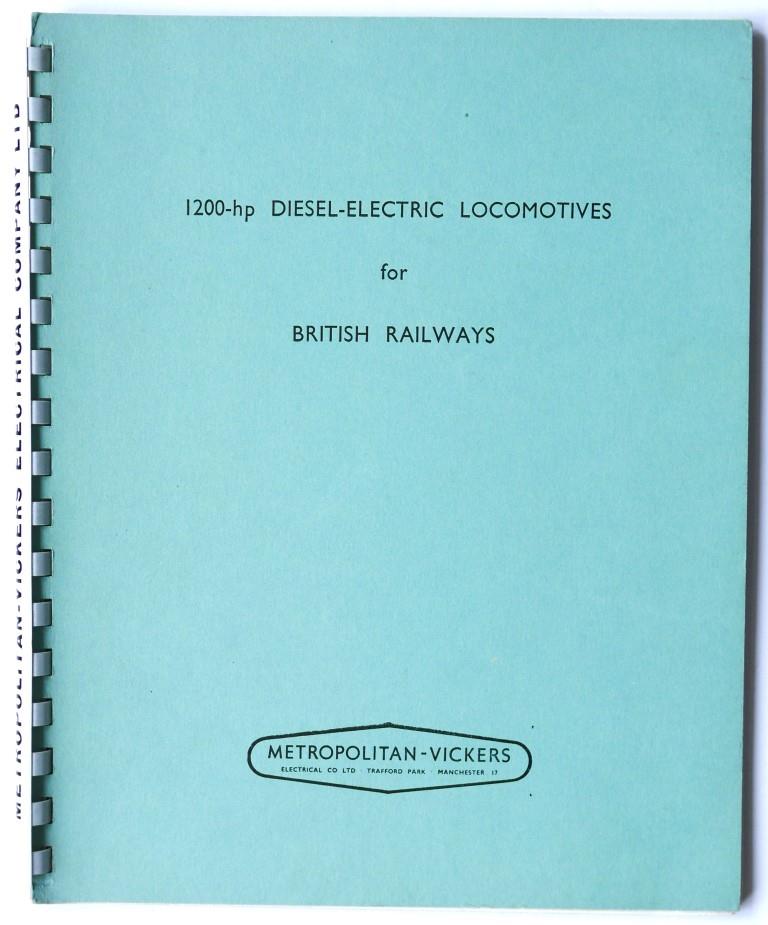 1200-hp DIESEL-ELECTRIC LOCOMOTIVES
for
BRITISH RAILWAYS
METROPOLITAN-VICKERS
ELECTRICAL CO LTD · TRAFFORD PARK · MANCHESTER 17
METROPOLITAN-VICKERS ELECTRICAL COMPANY LTD